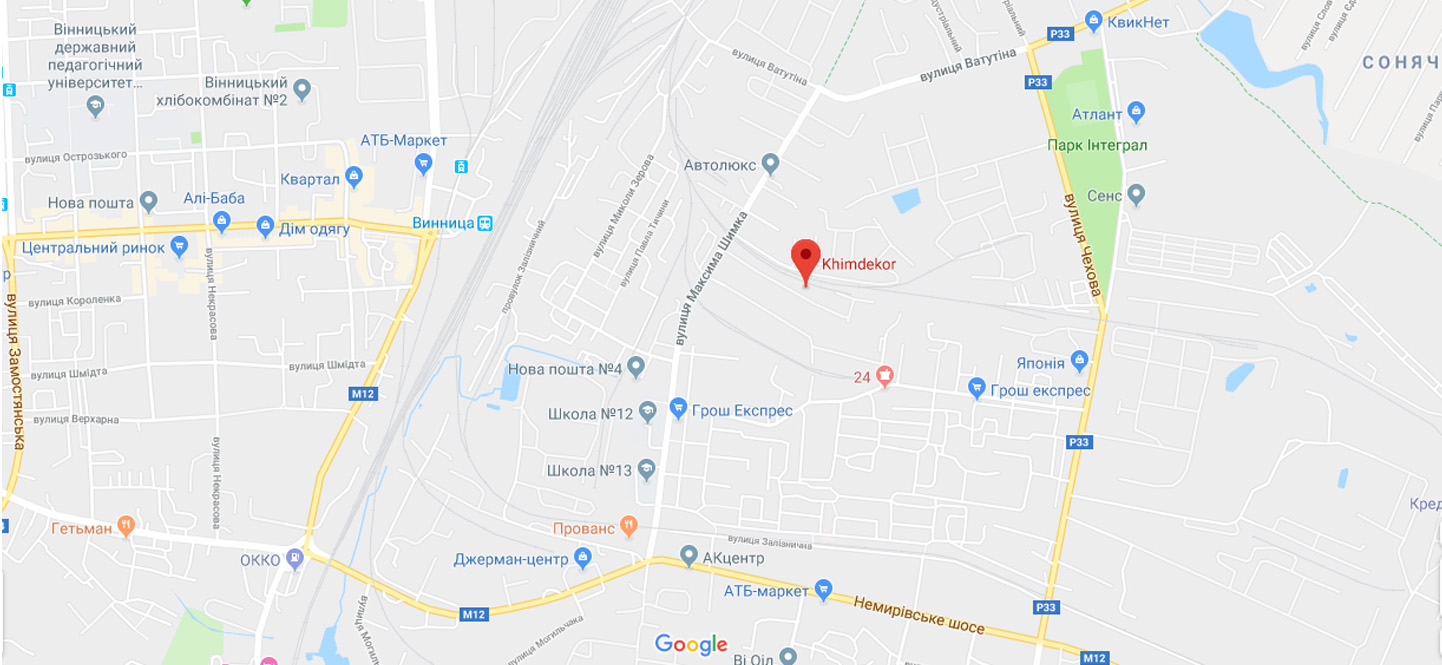 Вінницький
державний
педагогічний
університет...
Вінницький
хлібокомбінат №2
вулиця Ватутіна
вулиця Ватутіна
Р33
КвикНет
СОНЯЧ
Р33
Атлант
Парк Інтеграл
АТБ-Маркет
вулиця Острозького
Квартал
Автолюкс
Сенс
Нова пошта
Алі-Баба
Дім одягу
Винница
Центральний ринок
вулиця Миколи Зерова
вулиця Павла Тичини
провулок Залізничний
вулиця Максима Шимка
вулиця Чехова
Khimdekor
вулиця Короленка
вулиця Некрасова
вулиця Замостянська
вулиця Шмідта
вулиця Шмідта
М12
Нова пошта №4
24
Японія
Грош експрес
вулиця Верхарна
Школа №12
Грош Експрес
Р33
вулиця Некрасова
Школа №13
Кред
Гетьман
Прованс
вулиця Залізнична
ОККО
Джерман-центр
АКцентр
АТБ-маркет
М12
Немирівське шосе
Р33
вулиця Могильчака
вулиця Могил
Google
Ві Оіл
М12